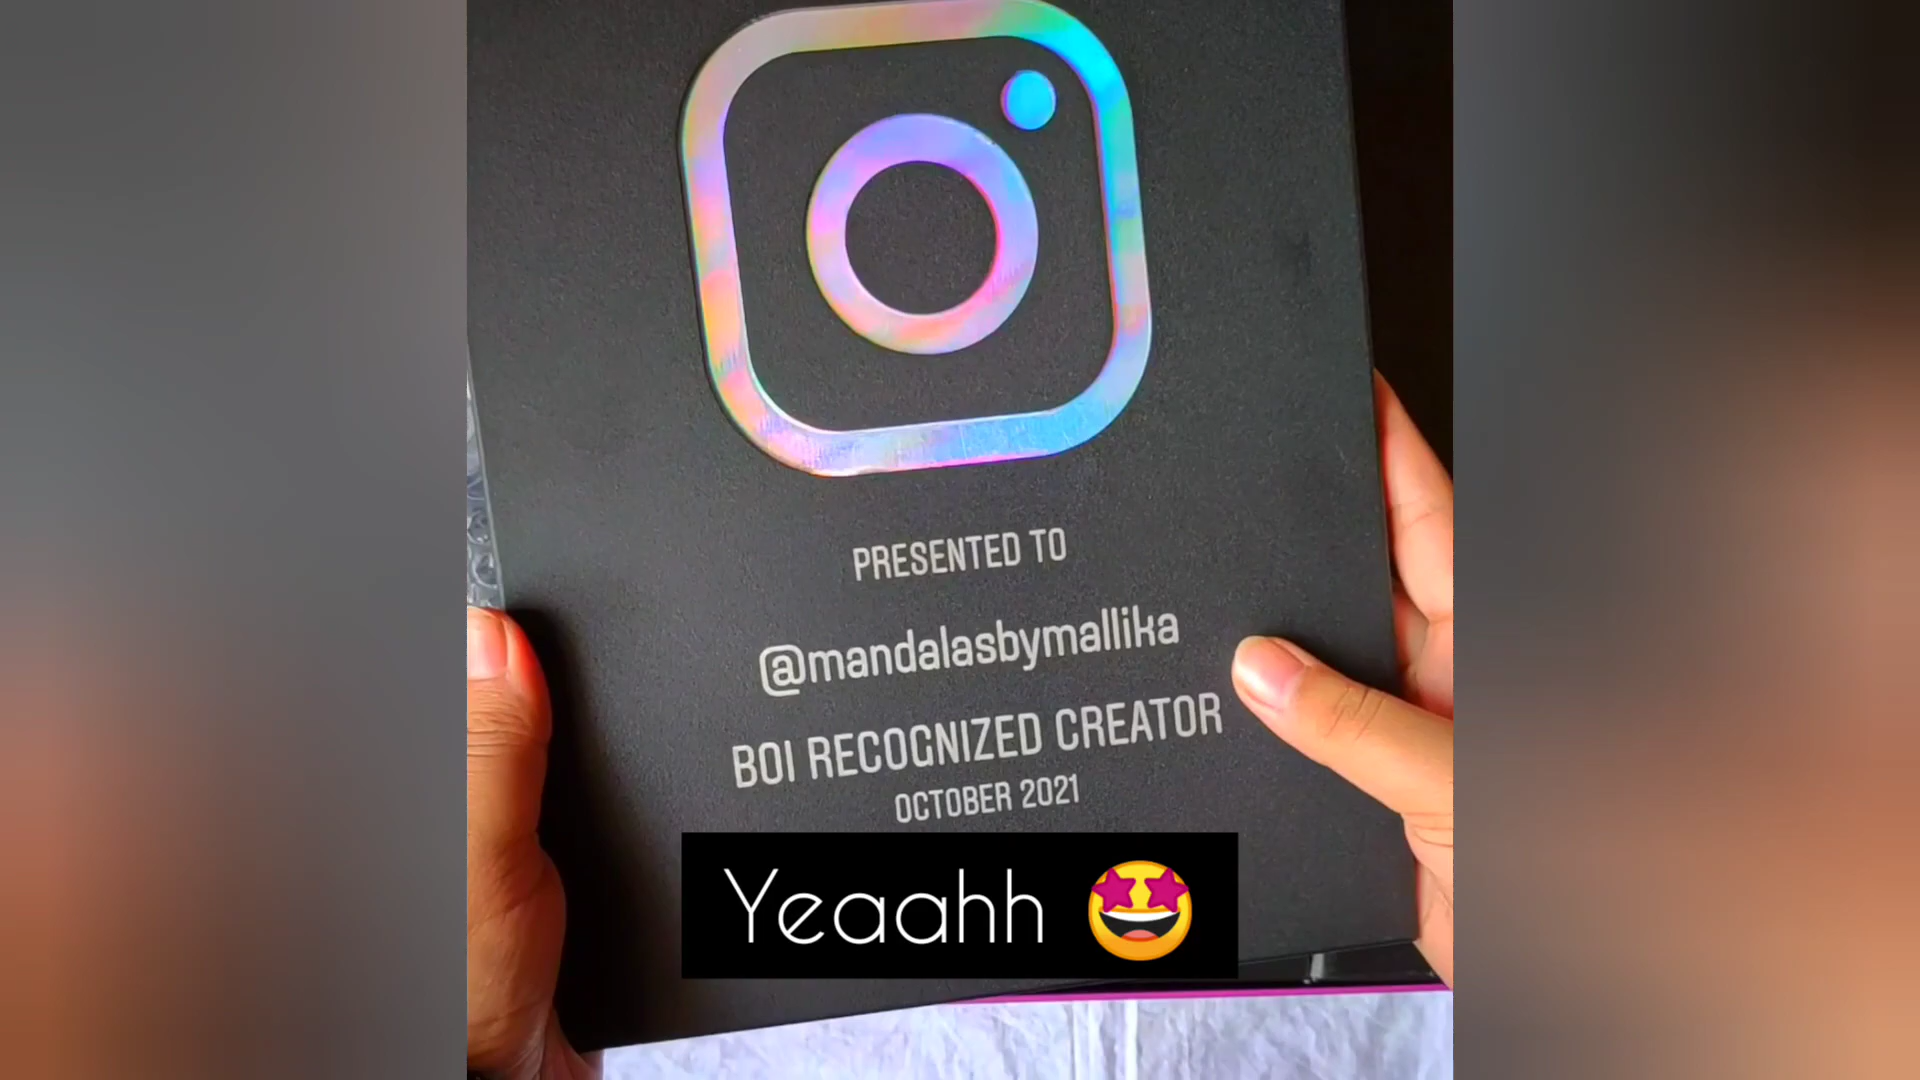 PRESENTED TO
@mandalasbymallika
BOI RECOGNIZED CREATOR
OCTOBER 2021
Yeaahh 🤩